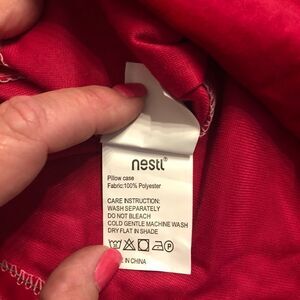 nestl®
Pillow case
Fabric:100% Polyester
CARE INSTRUCTION:
WASH SEPARATELY
DO NOT BLEACH
COLD GENTLE MACHINE WASH
DRY FLAT IN SHADE
IN CHINA